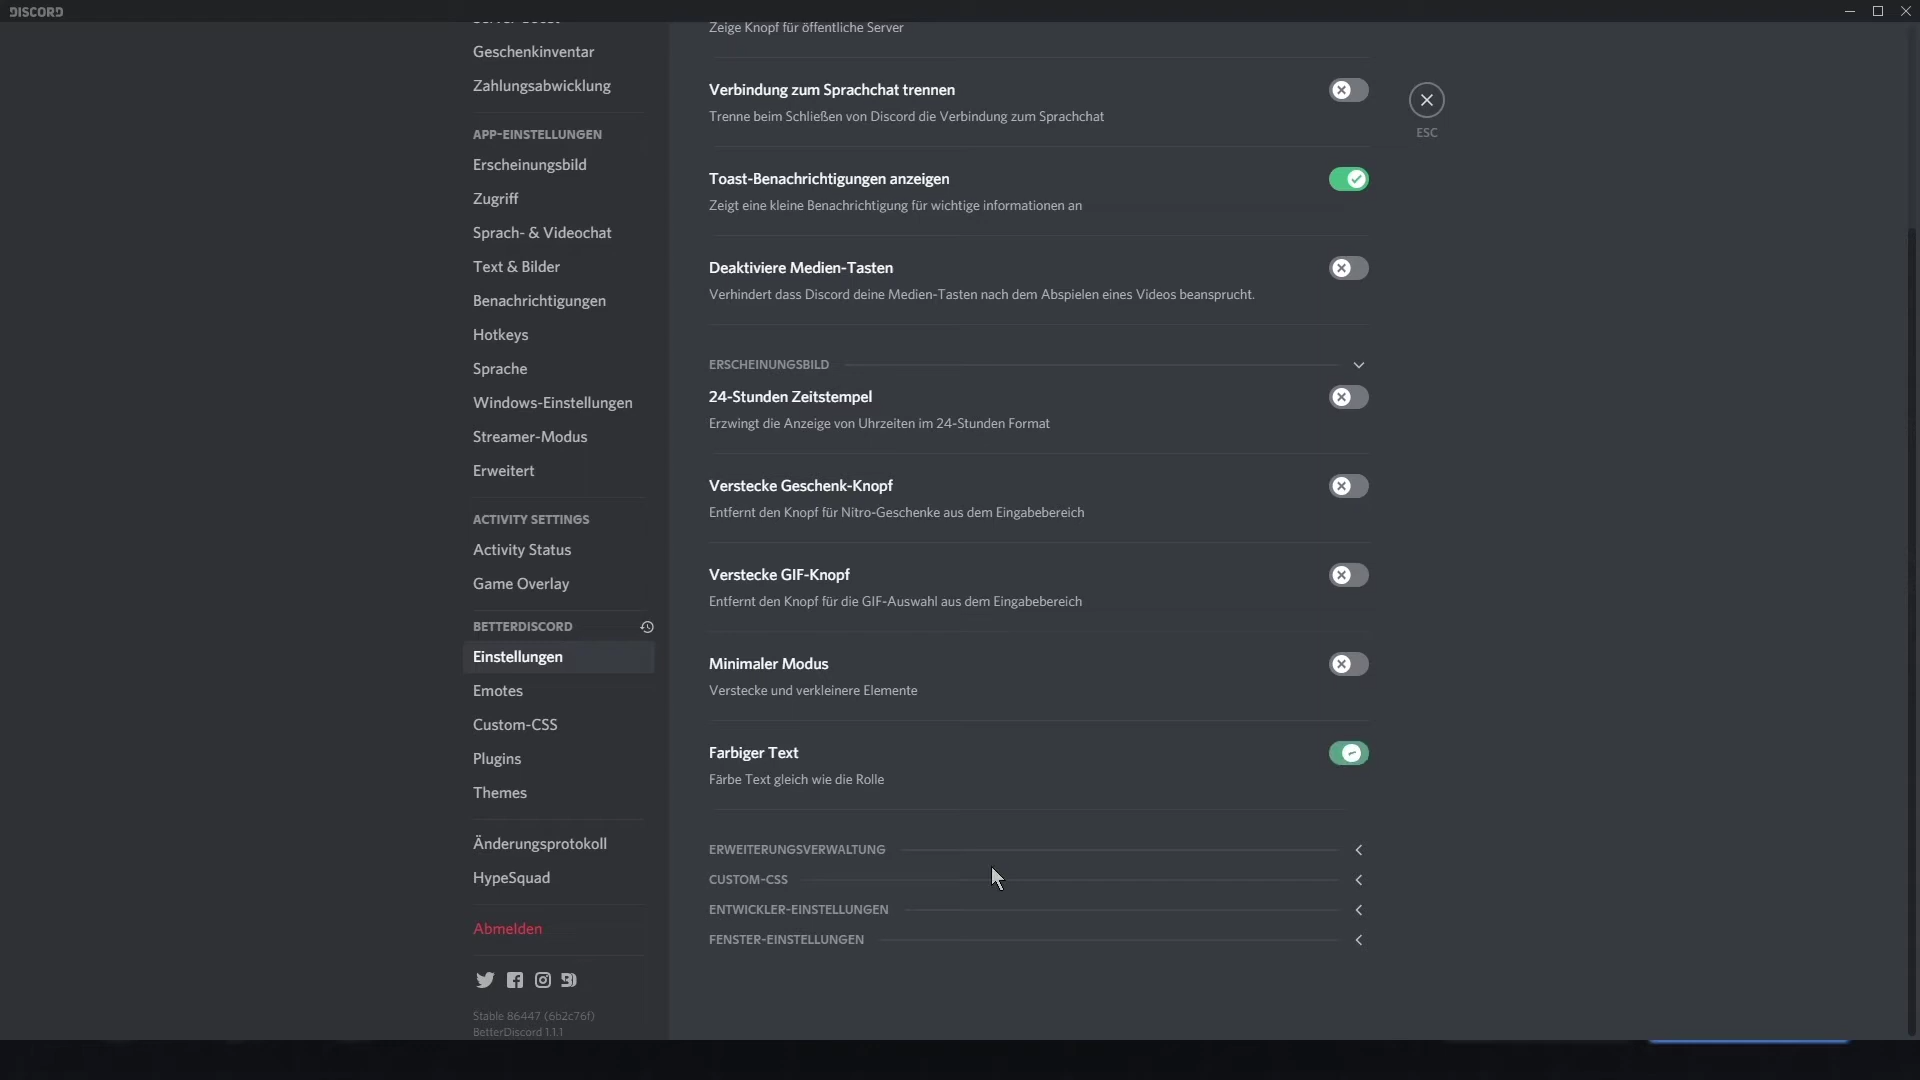 DISCORD
Geschenkinventar
Zahlungsabwicklung
APP-EINSTELLUNGEN
Erscheinungsbild
Zugriff
Sprach- & Videochat
Text & Bilder
Benachrichtigungen
Hotkeys
Sprache
Windows-Einstellungen
Streamer-Modus
Erweitert
ACTIVITY SETTINGS
Activity Status
Game Overlay
BETTERDISCORD
Einstellungen
Emotes
Custom-CSS
Plugins
Themes
Änderungsprotokoll
HypeSquad
Abmelden
Stable 86447 (6b2c76f)
BetterDiscord 1.1.1
Zeige Knopf für öffentliche Server
Verbindung zum Sprachchat trennen
Trenne beim Schließen von Discord die Verbindung zum Sprachchat
Toast-Benachrichtigungen anzeigen
Zeigt eine kleine Benachrichtigung für wichtige informationen an
Deaktiviere Medien-Tasten
Verhindert dass Discord deine Medien-Tasten nach dem Abspielen eines Videos beansprucht.
ERSCHEINUNGSBILD
24-Stunden Zeitstempel
Erzwingt die Anzeige von Uhrzeiten im 24-Stunden Format
Verstecke Geschenk-Knopf
Entfernt den Knopf für Nitro-Geschenke aus dem Eingabebereich
Verstecke GIF-Knopf
Entfernt den Knopf für die GIF-Auswahl aus dem Eingabebereich
Minimaler Modus
Verstecke und verkleinere Elemente
Farbiger Text
Färbe Text gleich wie die Rolle
ERWEITERUNGSVERWALTUNG
CUSTOM-CSS
ENTWICKLER-EINSTELLUNGEN
FENSTER-EINSTELLUNGEN
ESC